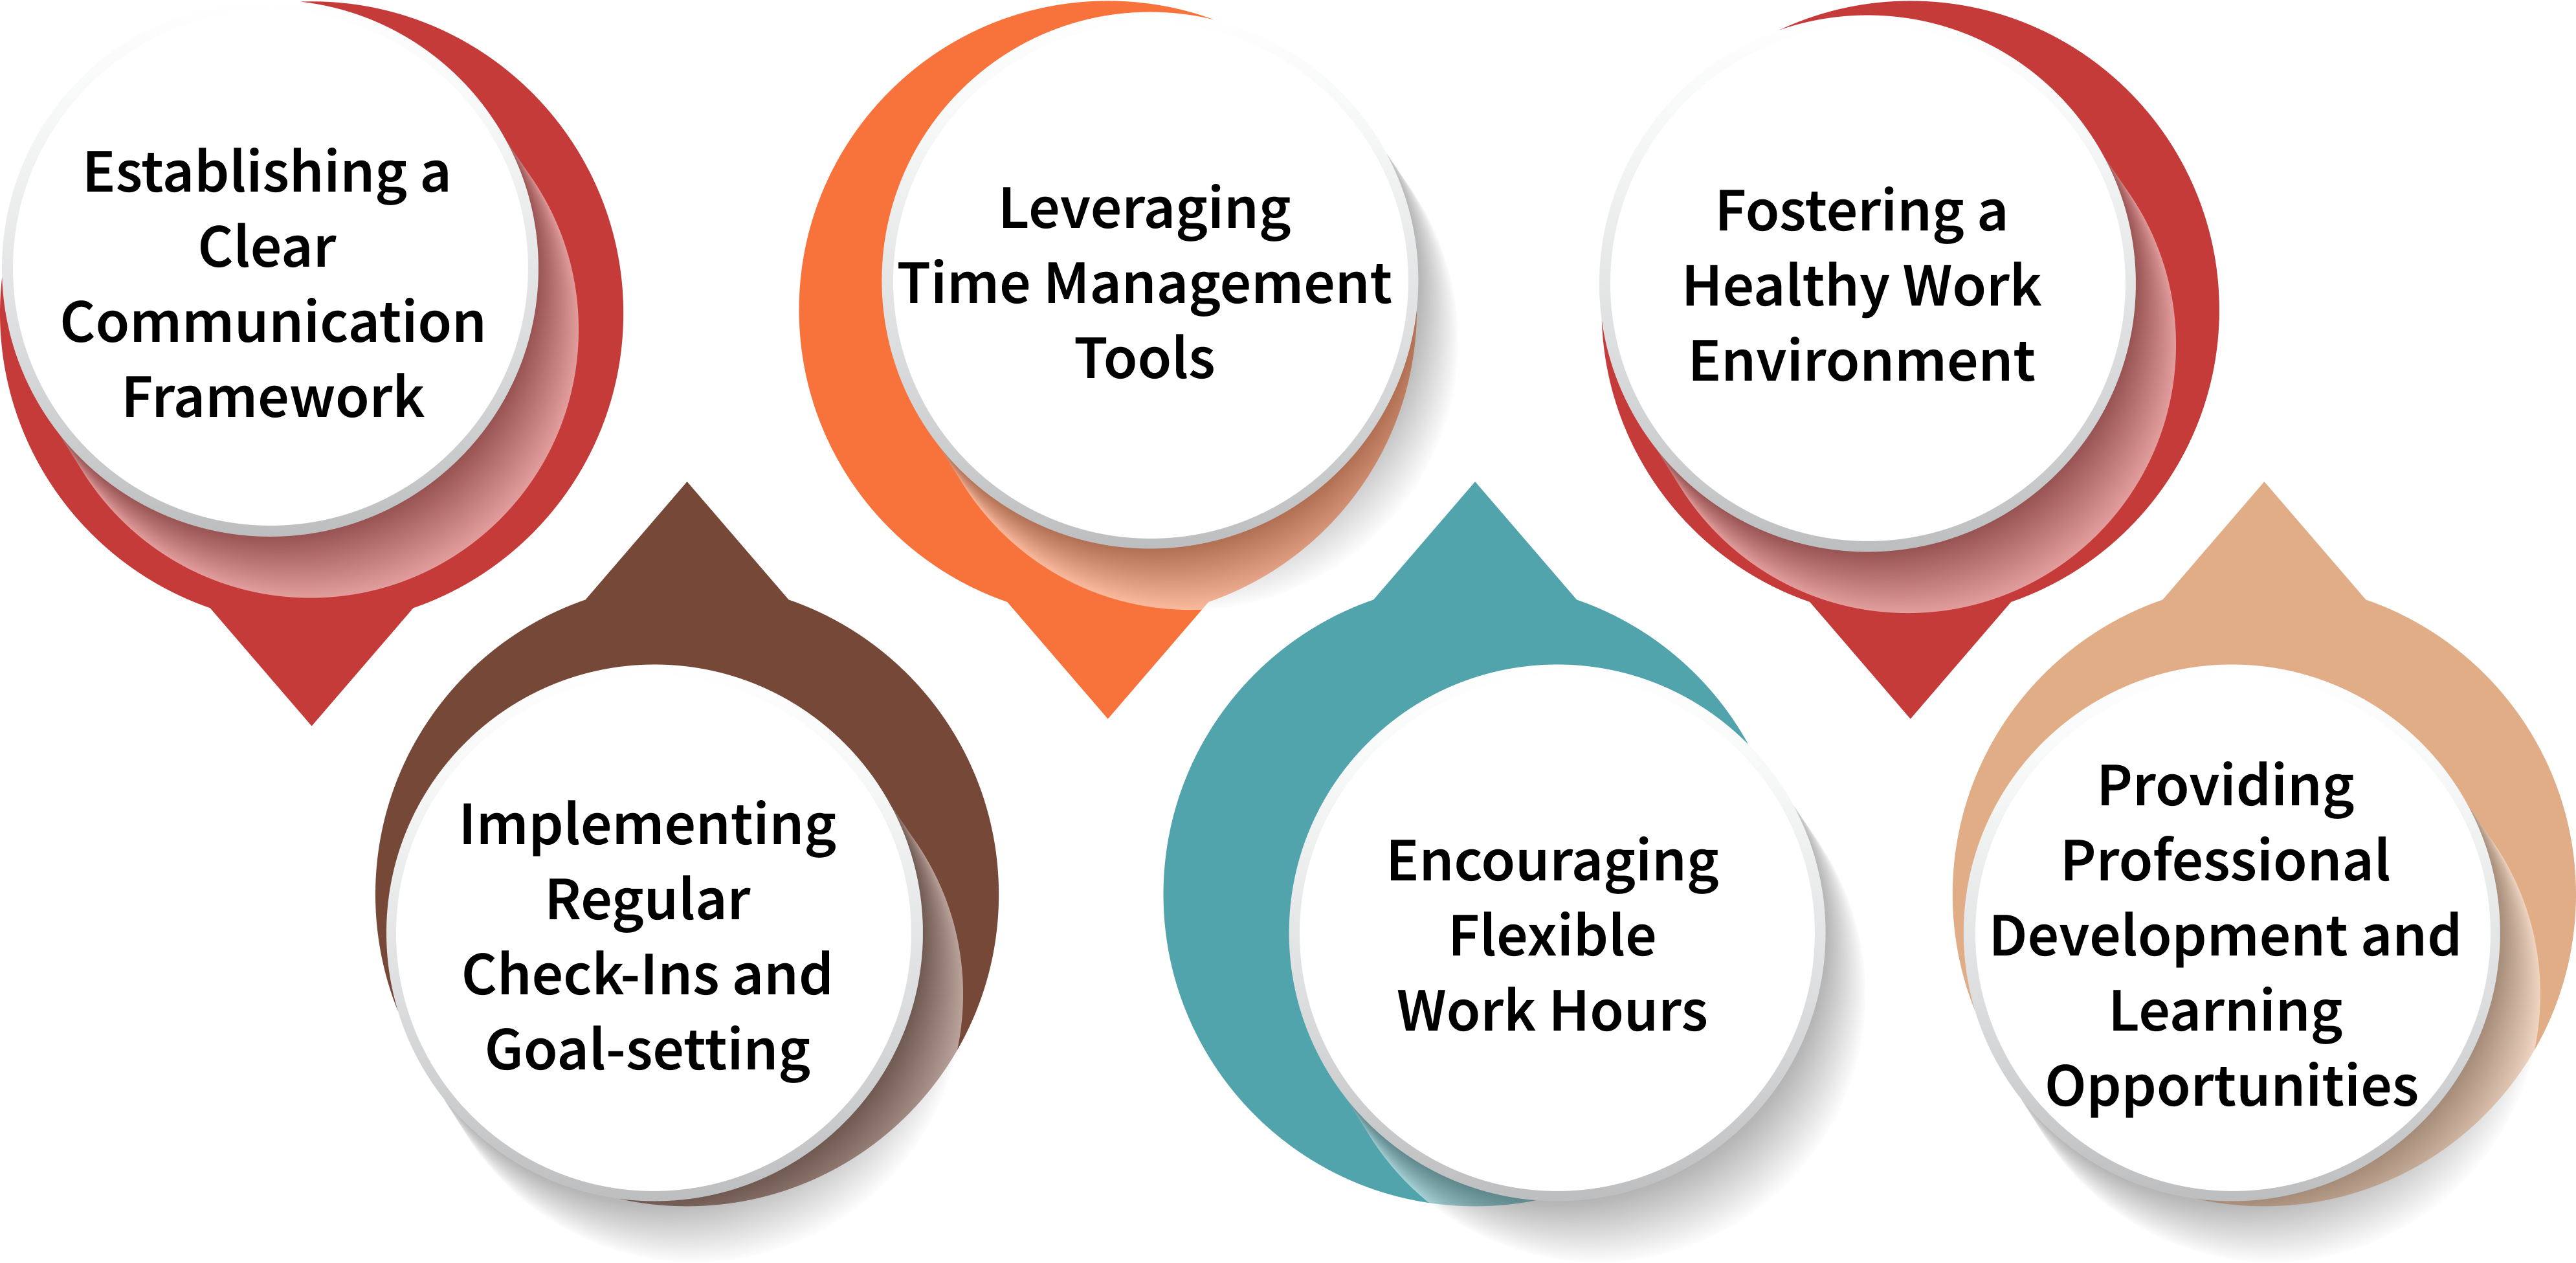 Establishing a
Clear
Communication
Framework
Implementing
Regular
Check-Ins and
Goal-setting
Leveraging
Time Management
Tools
Encouraging
Flexible
Work Hours
Fostering a
Healthy Work
Environment
Providing
Professional
Development and
Learning
Opportunities